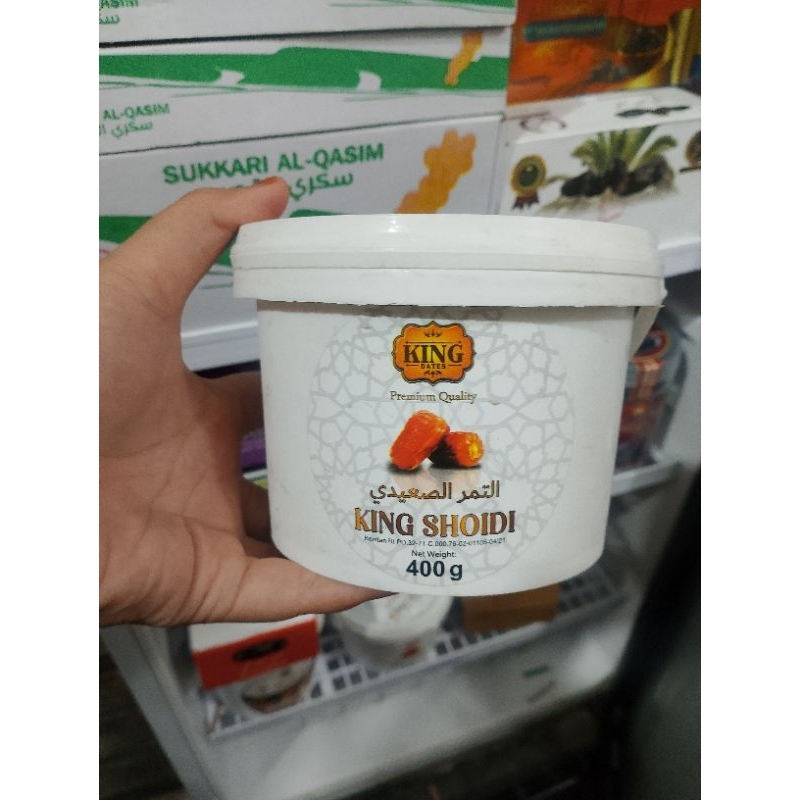 AL-QASIM
سكري
SUKKARI AL-QASIM
سكري
KING
DATES
Premium Quality
التمر الصعيدي
KING SHOIDI
Net Weight:
400 g